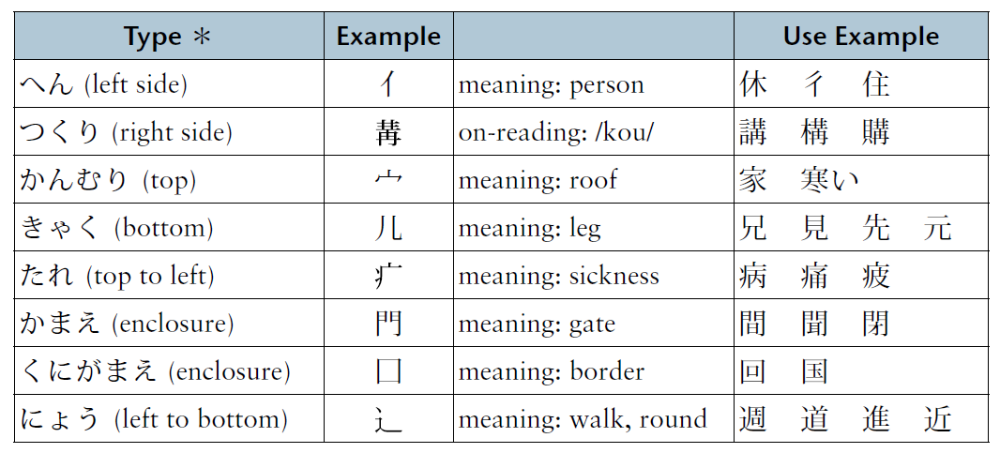 Type ＊ Example Use Example
へん (left side) イ meaning: person 休 彳 住
つくり (right side) 冓 on-reading: /kou/ 講 構 購
かんむり (top) 宀 meaning: roof 家 寒い
きゃく (bottom) 儿 meaning: leg 兄 見 先 元
たれ (top to left) 疒 meaning: sickness 病 痛 疲
かまえ (enclosure) 門 meaning: gate 間 聞 閉
くにがまえ (enclosure) 囗 meaning: border 回 国
にょう (left to bottom) 辶 meaning: walk, round 週 道 進 近